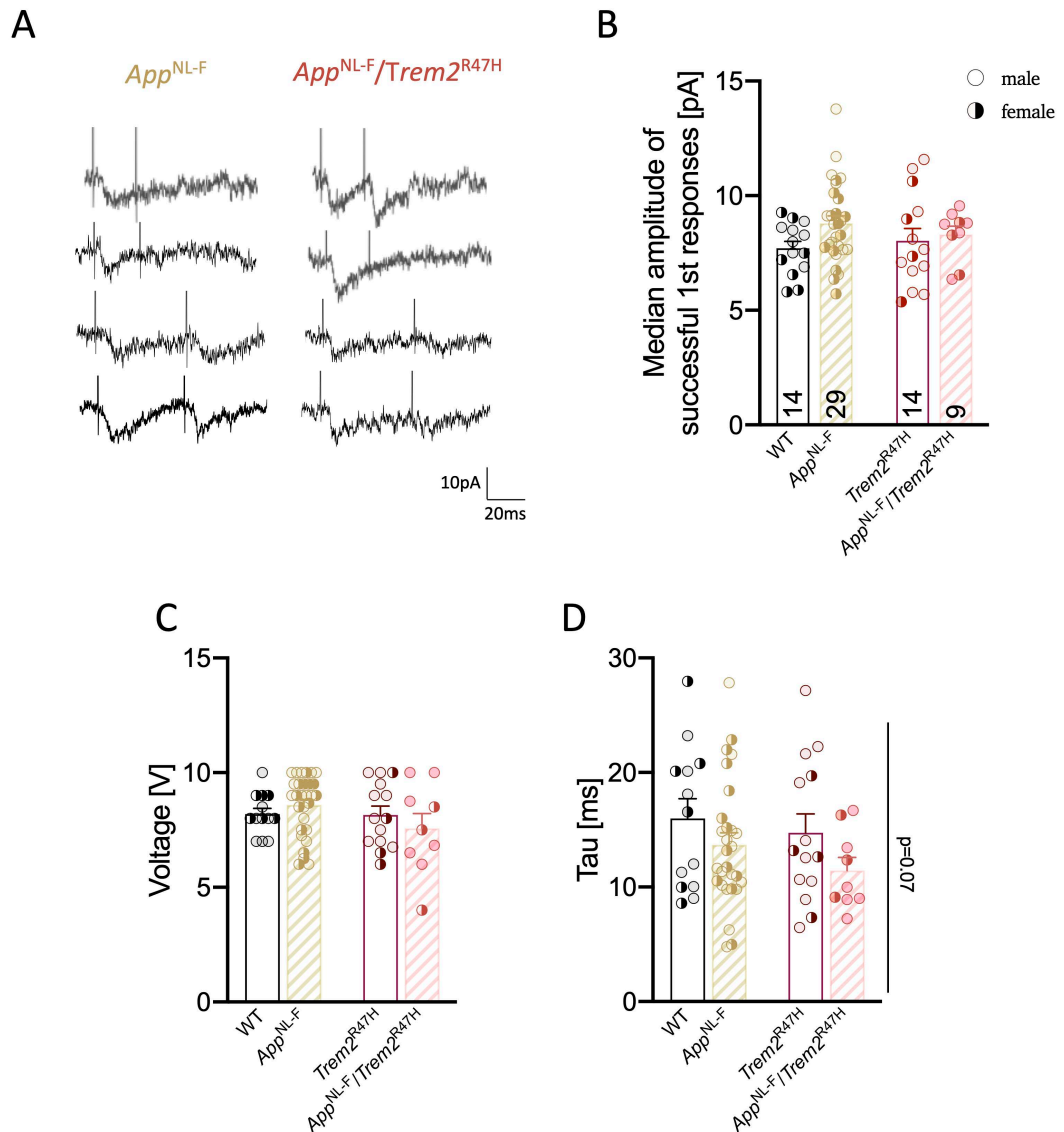 A
App^NL-F
App^NL-F/Trem2^R47H
10pA
20ms
B
Median amplitude of
successful 1st responses [pA]
15
10
5
0
male
female
14
29
14
9
WT
App^NL-F
Trem2^R47H
App^NL-F/Trem2^R47H
C
Voltage [V]
15
10
5
0
WT
App^NL-F
Trem2^R47H
App^NL-F/Trem2^R47H
D
Tau [ms]
30
20
10
0
p=0.07
WT
App^NL-F
Trem2^R47H
App^NL-F/Trem2^R47H